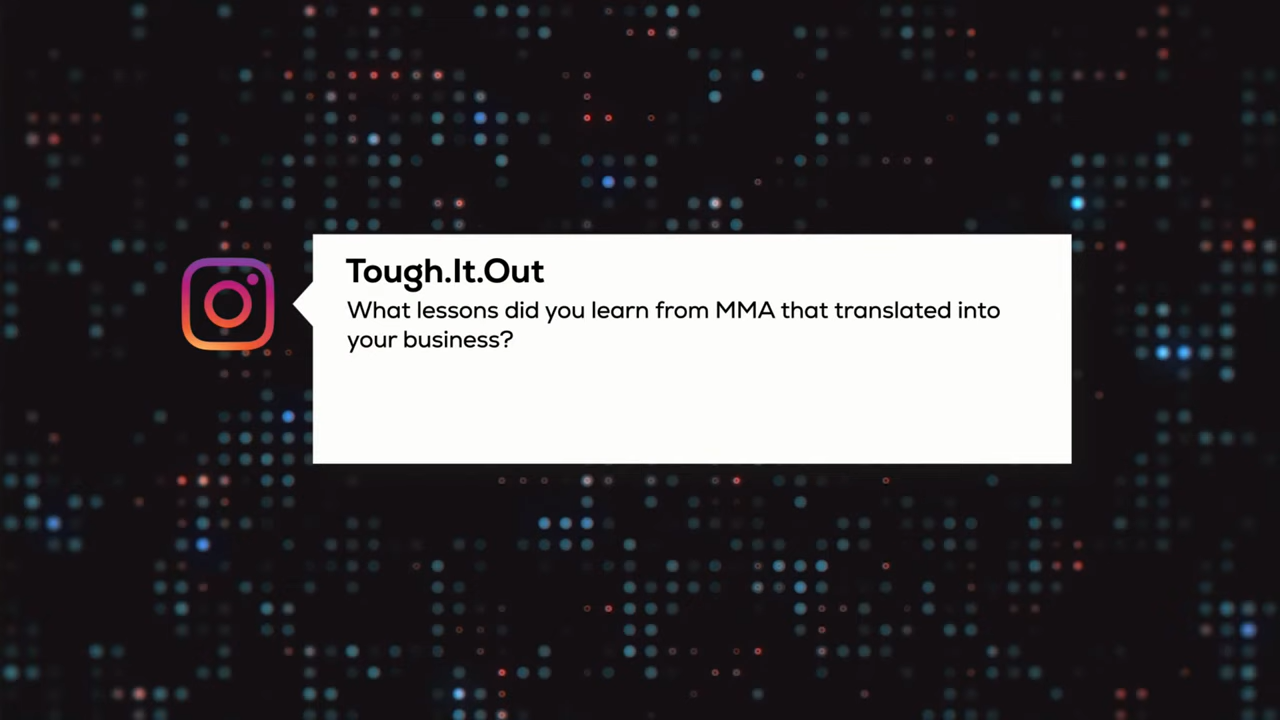 Tough.It.Out
What lessons did you learn from MMA that translated into
your business?